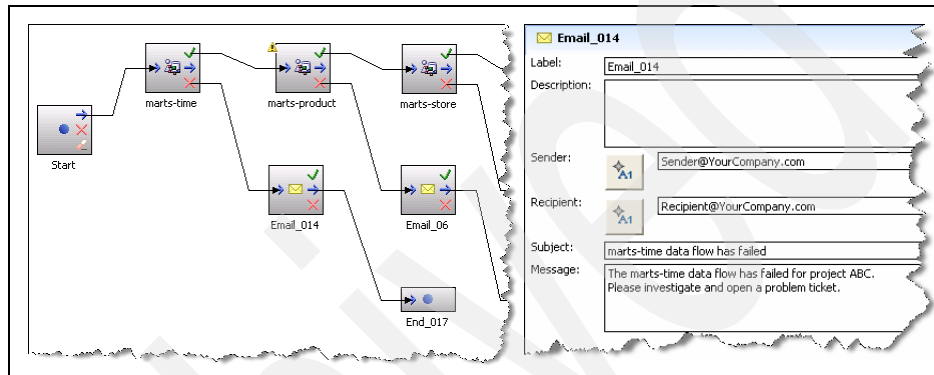 marts-time
marts-product
marts-store
Start
Email_014
Email_06
End_017
Email_014
Label:
Email_014
Description:
Sender:
A1
Sender@YourCompany.com
Recipient:
A1
Recipient@YourCompany.com
Subject:
marts-time data flow has failed
Message:
The marts-time data flow has failed for project ABC.
Please investigate and open a problem ticket.